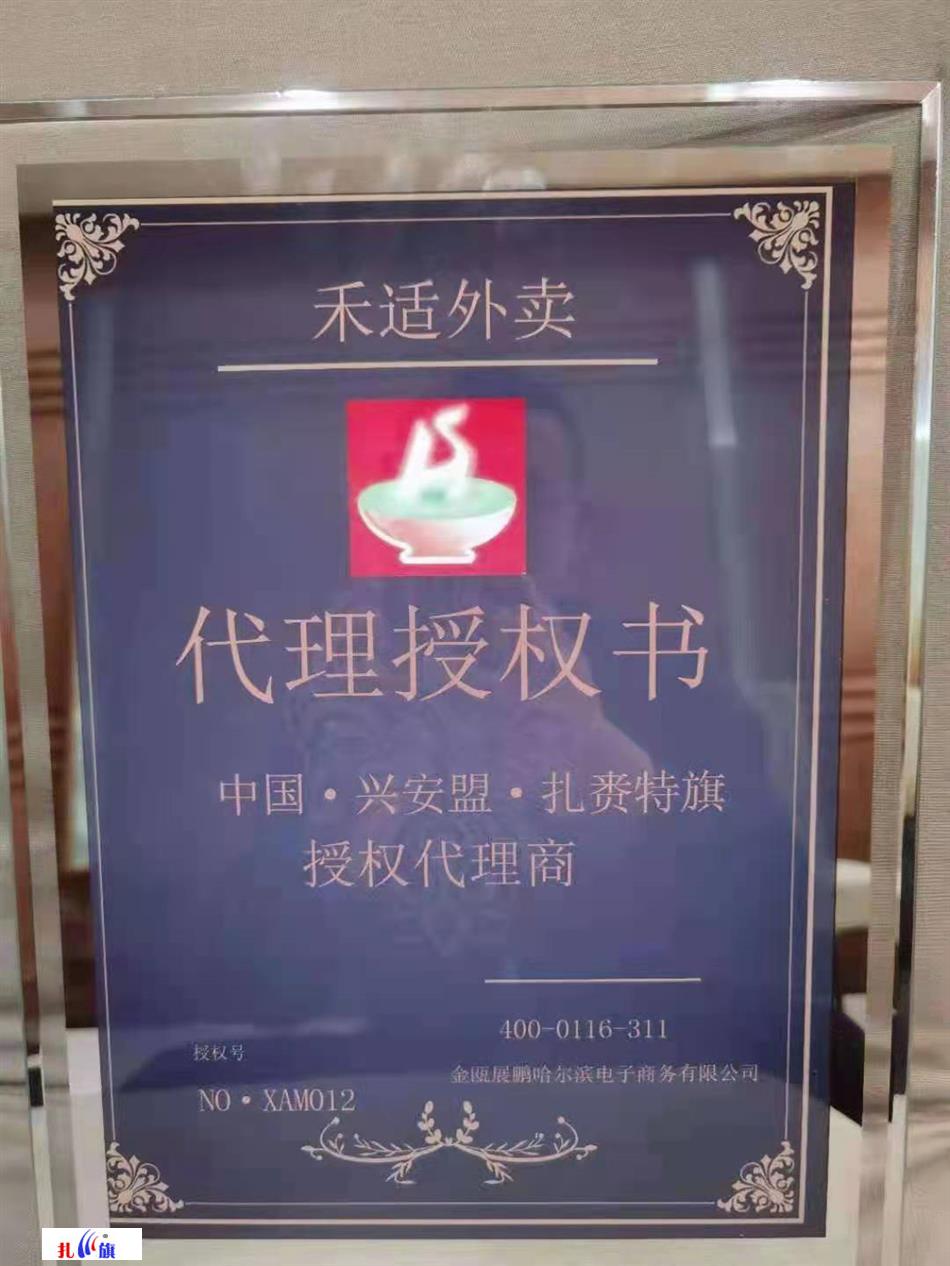 禾适外卖
代理授权书
中国·兴安盟·扎赉特旗
授权代理商
400-0116-311
授权号
金瓯展鹏哈尔滨电子商务有限公司
NO·XAM012
扎 旗